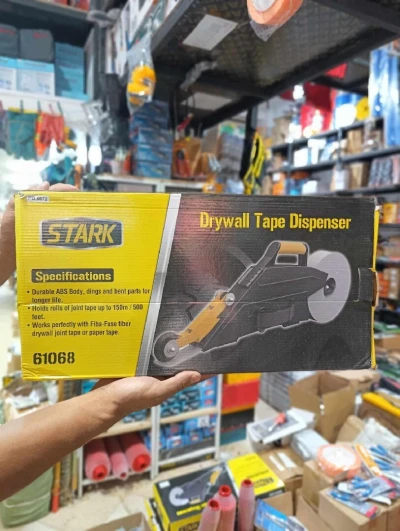 STARK
Drywall Tape Dispenser
Specifications
• Durable ABS Body, dings and bent parts for
longer life.
• Holds rolls of joint tape up to 150m / 500
feet.
• Works perfectly with Fiba-Fuse fiber
drywall joint tape or paper tape
61068